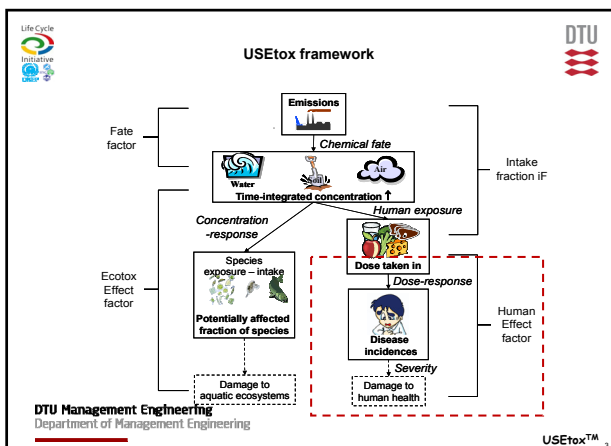 Life Cycle
Initiative
UNEP
DTU
USEtox framework
Emissions
Fate
factor
Chemical fate
Water
Soil
Air
Time-integrated concentration
Intake
fraction iF
Concentration
-response
Human exposure
Species
exposure – intake
Potentially affected
fraction of species
Ecotox
Effect
factor
Dose taken in
Dose-response
Disease
incidences
Human
Effect
factor
Severity
Damage to
aquatic ecosystems
Damage to
human health
DTU Management Engineering
Department of Management Engineering
USEtox™ 3